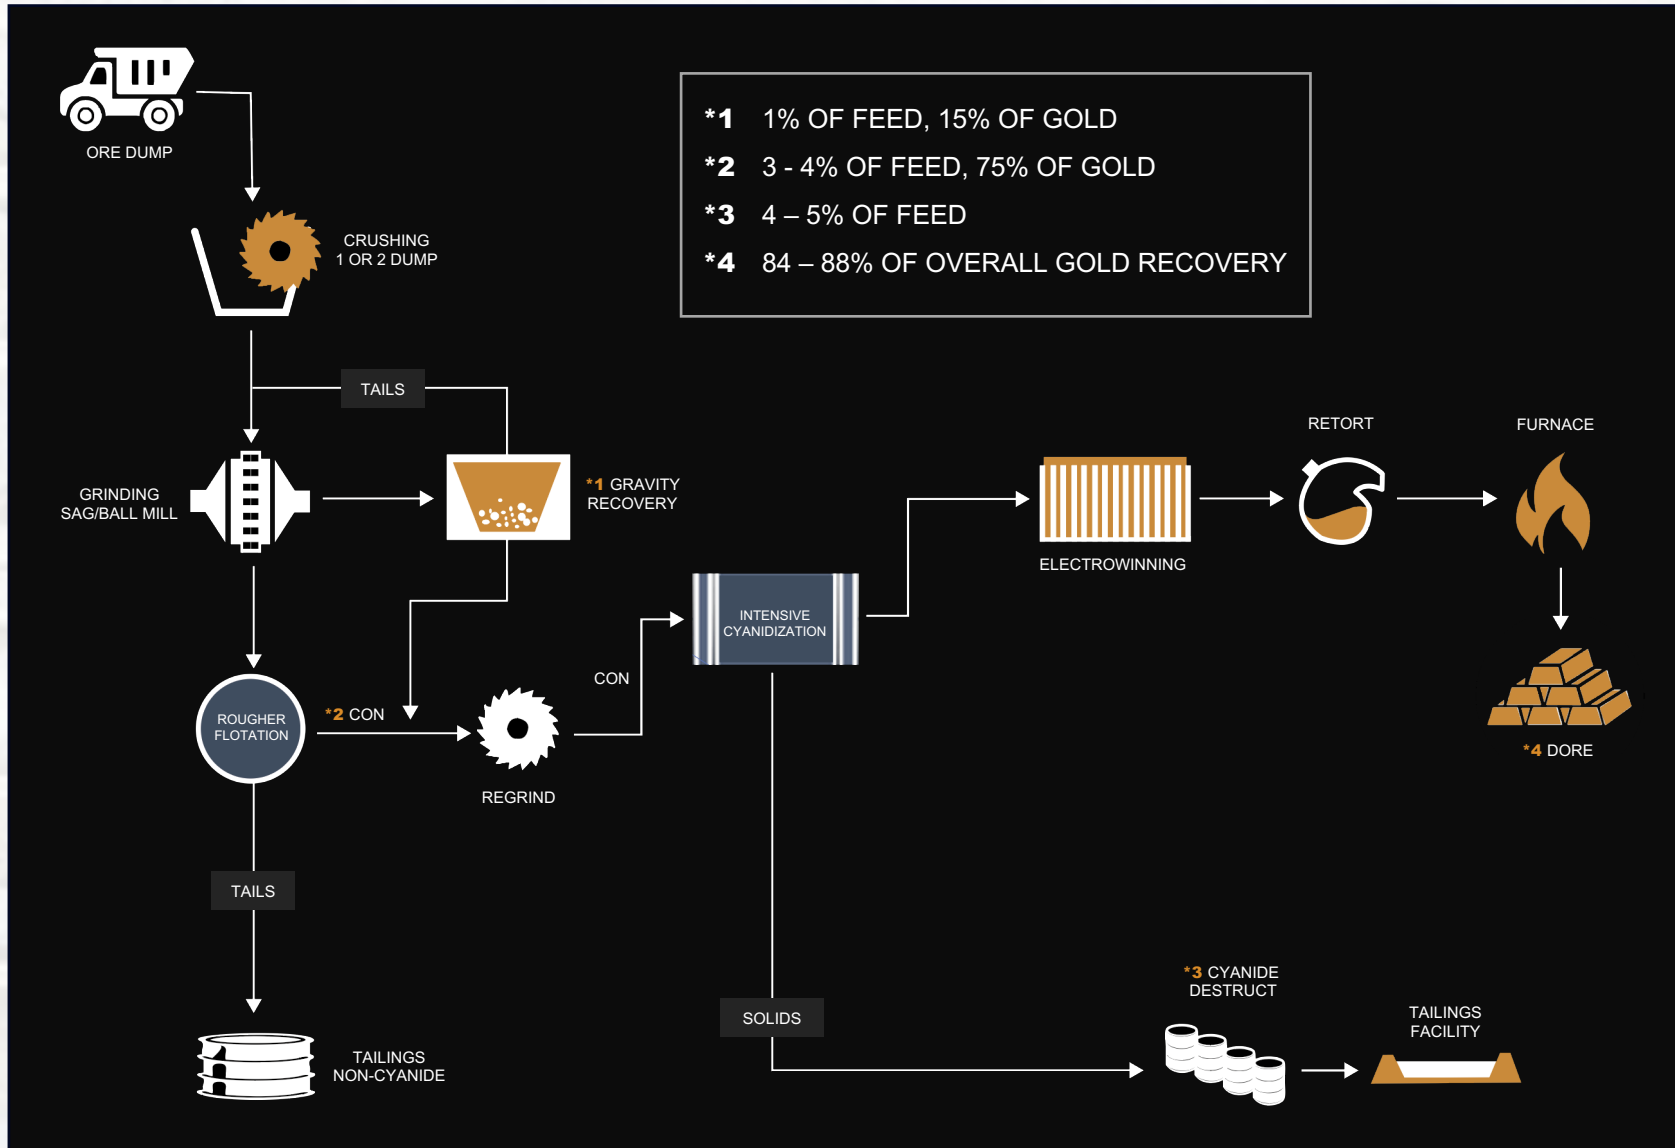 ORE DUMP
*1 1% OF FEED, 15% OF GOLD
*2 3 - 4% OF FEED, 75% OF GOLD
*3 4 – 5% OF FEED
*4 84 – 88% OF OVERALL GOLD RECOVERY
CRUSHING
1 OR 2 DUMP
TAILS
GRINDING
SAG/BALL MILL
*1 GRAVITY
RECOVERY
RETORT
FURNACE
ELECTROWINNING
INTENSIVE
CYANIDIZATION
CON
ROUGHER
FLOTATION
*2 CON
REGRIND
*4 DORE
TAILS
SOLIDS
*3 CYANIDE
DESTRUCT
TAILINGS
FACILITY
TAILINGS
NON-CYANIDE